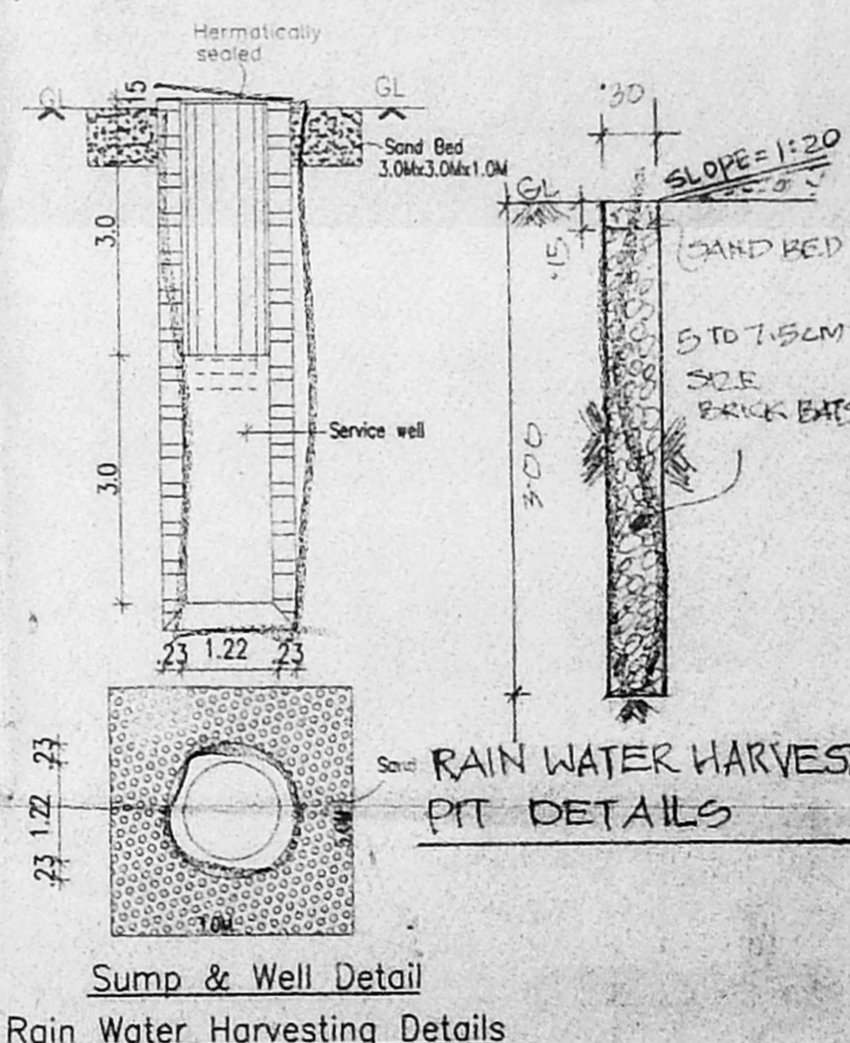 Hermatically
sealed
GL
15
GL
Sand Bed
3.0Mx3.0Mx1.0M
3.0
3.0
Service well
.23 1.22 .23
.23
1.22
.23
Sand
Sump & Well Detail
Rain Water Harvesting Details
.30
SLOPE=1:20
GL
.15
SAND BED
5 TO 7.5CM
SIZE
BRICK BATS
3.00
RAIN WATER HARVES
PIT DETAILS